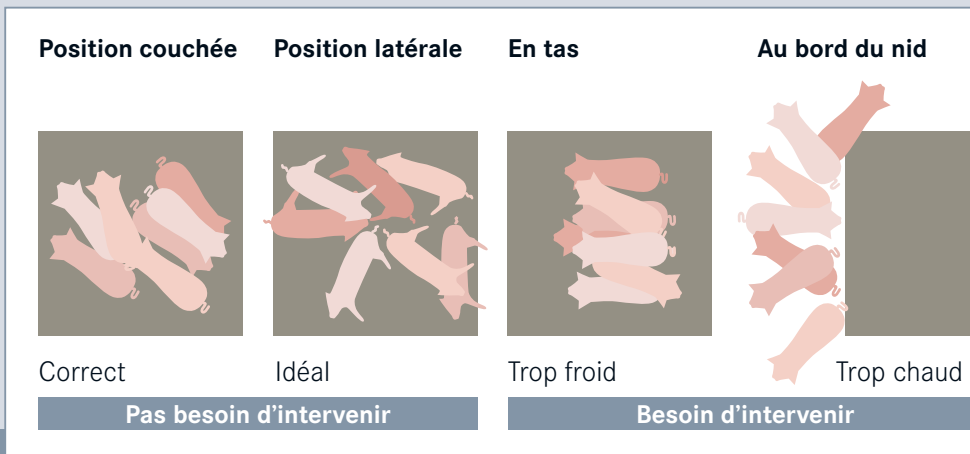 Position couchée
Position latérale
En tas
Au bord du nid
Correct
Idéal
Trop froid
Trop chaud
Pas besoin d’intervenir
Besoin d’intervenir